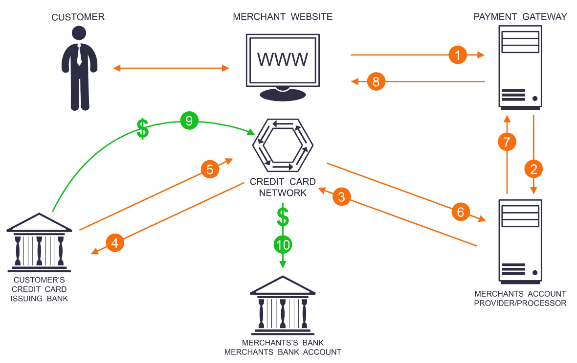 CUSTOMER
MERCHANT WEBSITE
PAYMENT GATEWAY
WWW
1
8
$
9
7
2
5
CREDIT CARD
NETWORK
3
6
4
$
10
CUSTOMER'S
CREDIT CARD
ISSUING BANK
MERCHANTS ACCOUNT
PROVIDER/PROCESSOR
MERCHANTS'S BANK
MERCHANTS BANK ACCOUNT